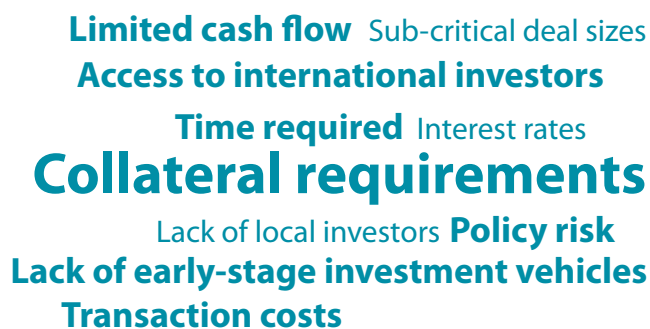 Limited cash flow Sub-critical deal sizes
Access to international investors
Time required Interest rates
Collateral requirements
Lack of local investors Policy risk
Lack of early-stage investment vehicles
Transaction costs